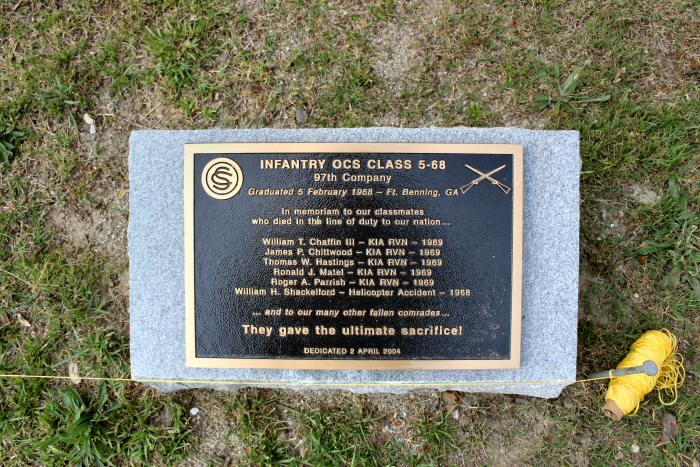 OCS
INFANTRY OCS CLASS 5-68
97th Company
Graduated 5 February 1968 – Ft. Benning, GA
In memoriam to our classmates
who died in the line of duty to our nation...
William T. Chaffin III – KIA RVN – 1969
James P. Chittwood – KIA RVN – 1969
Thomas W. Hastings – KIA RVN – 1969
Ronald J. Matel – KIA RVN – 1969
Roger A. Parrish – KIA RVN – 1969
William H. Shackelford – Helicopter Accident – 1968
... and to our many other fallen comrades...
They gave the ultimate sacrifice!
DEDICATED 2 APRIL 2004